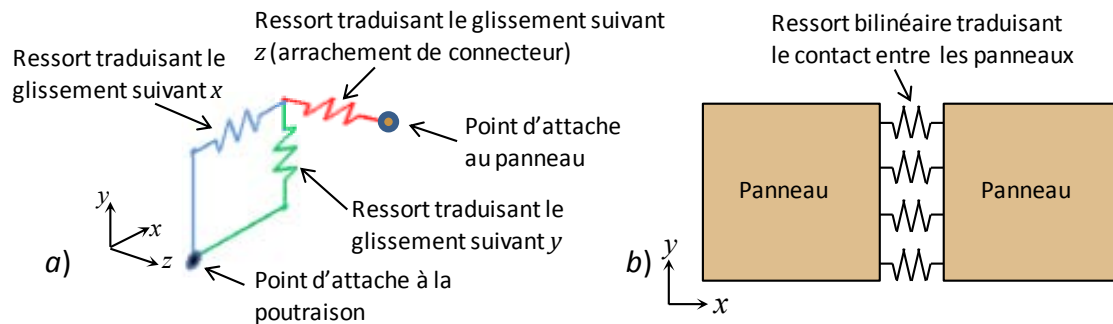 Ressort traduisant le glissement suivant
z (arrachement de connecteur)
Ressort traduisant le
glissement suivant x
Point d'attache
au panneau
Ressort traduisant le
glissement suivant y
y
x
z
a)
Point d'attache à la
poutraison
Ressort bilinéaire traduisant
le contact entre les panneaux
Panneau
Panneau
b)
y
x